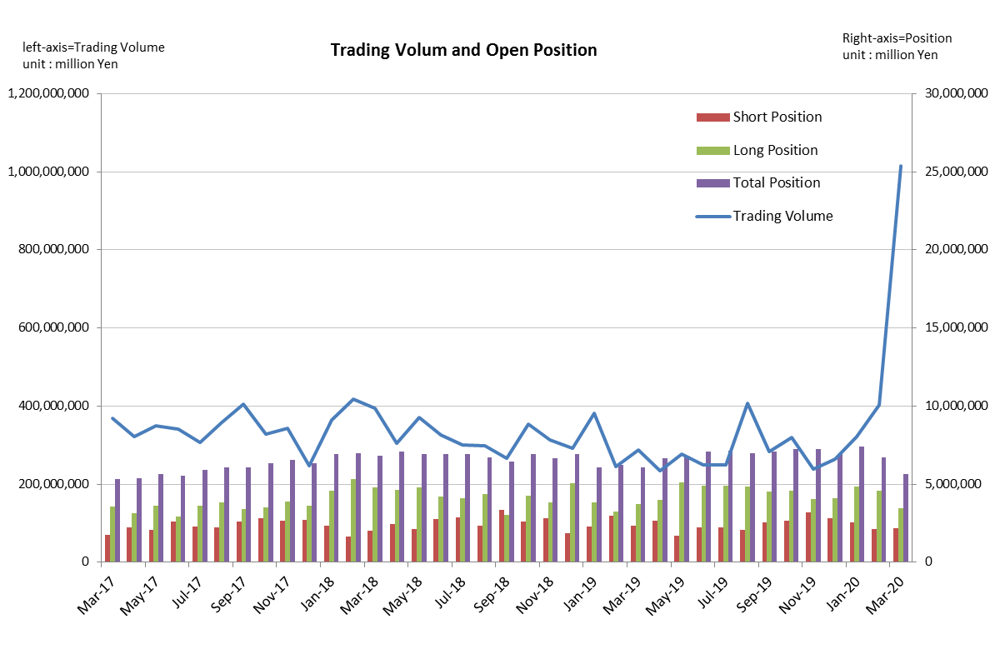 left-axis=Trading Volume
unit : million Yen
Trading Volum and Open Position
Right-axis=Position
unit : million Yen
1,200,000,000
1,000,000,000
800,000,000
600,000,000
400,000,000
200,000,000
0
30,000,000
25,000,000
20,000,000
15,000,000
10,000,000
5,000,000
0
Short Position
Long Position
Total Position
Trading Volume
Mar-17
May-17
Jul-17
Sep-17
Nov-17
Jan-18
Mar-18
May-18
Jul-18
Sep-18
Nov-18
Jan-19
Mar-19
May-19
Jul-19
Sep-19
Nov-19
Jan-20
Mar-20